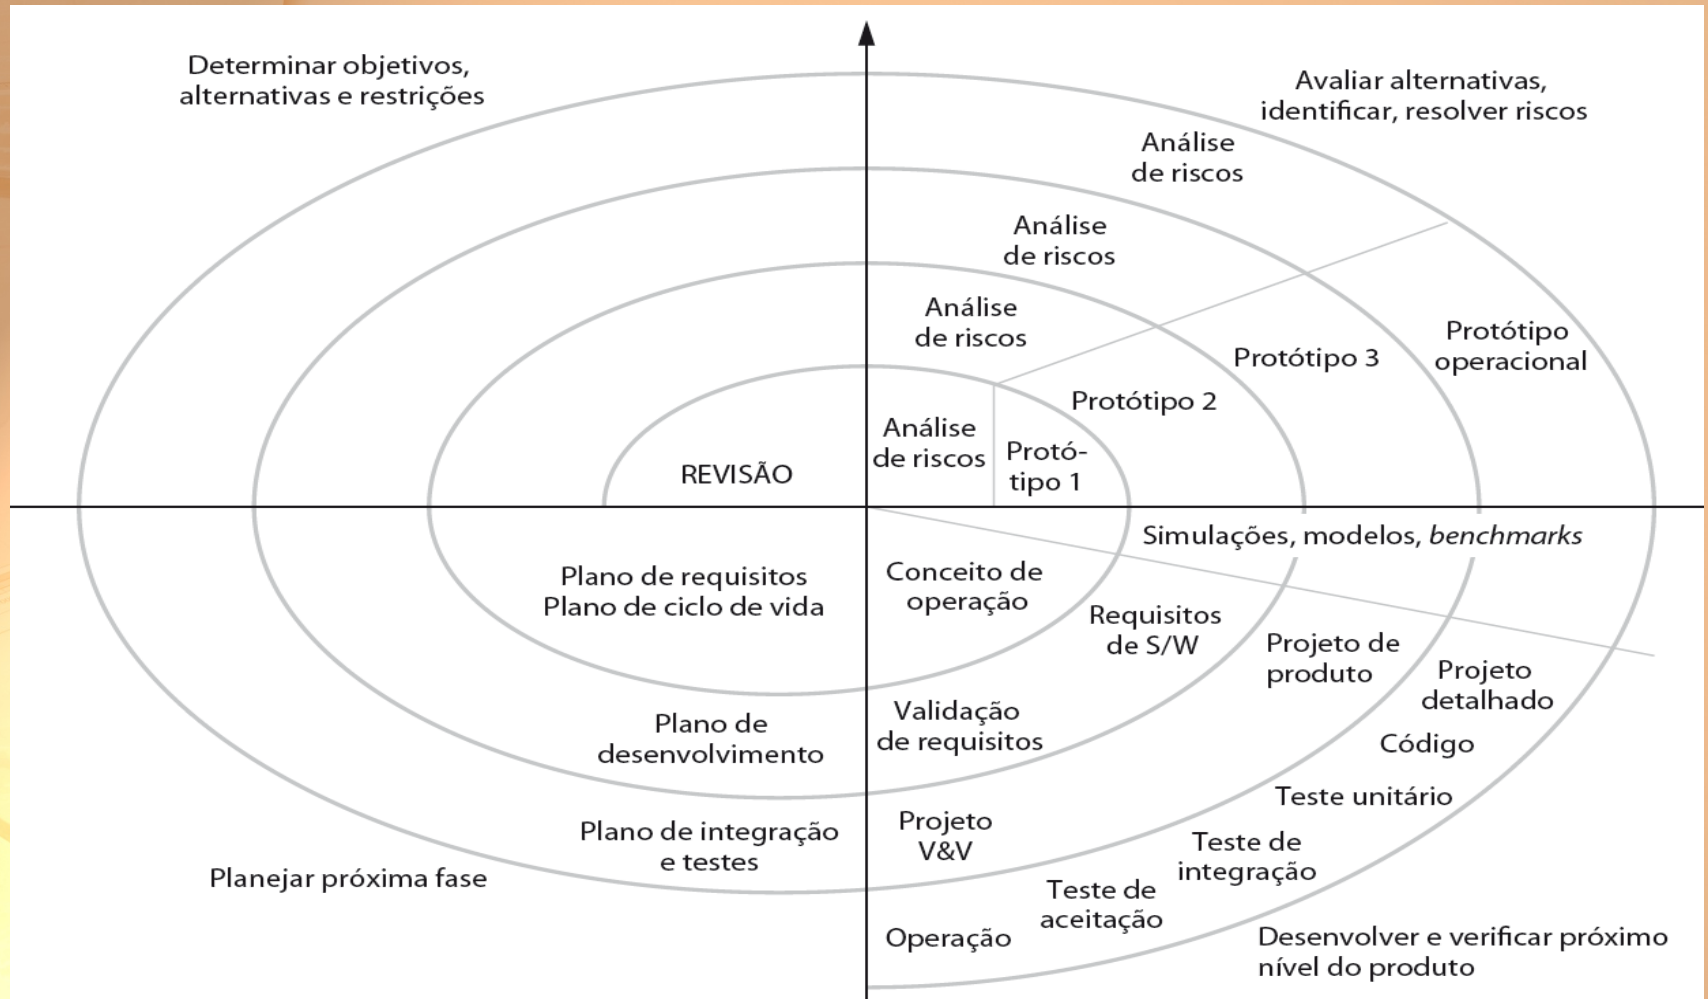 Determinar objetivos,
alternativas e restrições
Avaliar alternativas,
identificar, resolver riscos
Análise
de riscos
Análise
de riscos
Análise
de riscos
Análise
de riscos
Protó-
tipo 1
Protótipo 2
Protótipo 3
Protótipo
operacional
REVISÃO
Simulações, modelos, benchmarks
Plano de requisitos
Plano de ciclo de vida
Conceito de
operação
Requisitos
de S/W
Projeto de
produto
Projeto
detalhado
Plano de
desenvolvimento
Validação
de requisitos
Código
Teste unitário
Plano de integração
e testes
Projeto
V&V
Teste de
integração
Teste de
aceitação
Operação
Planejar próxima fase
Desenvolver e verificar próximo
nível do produto